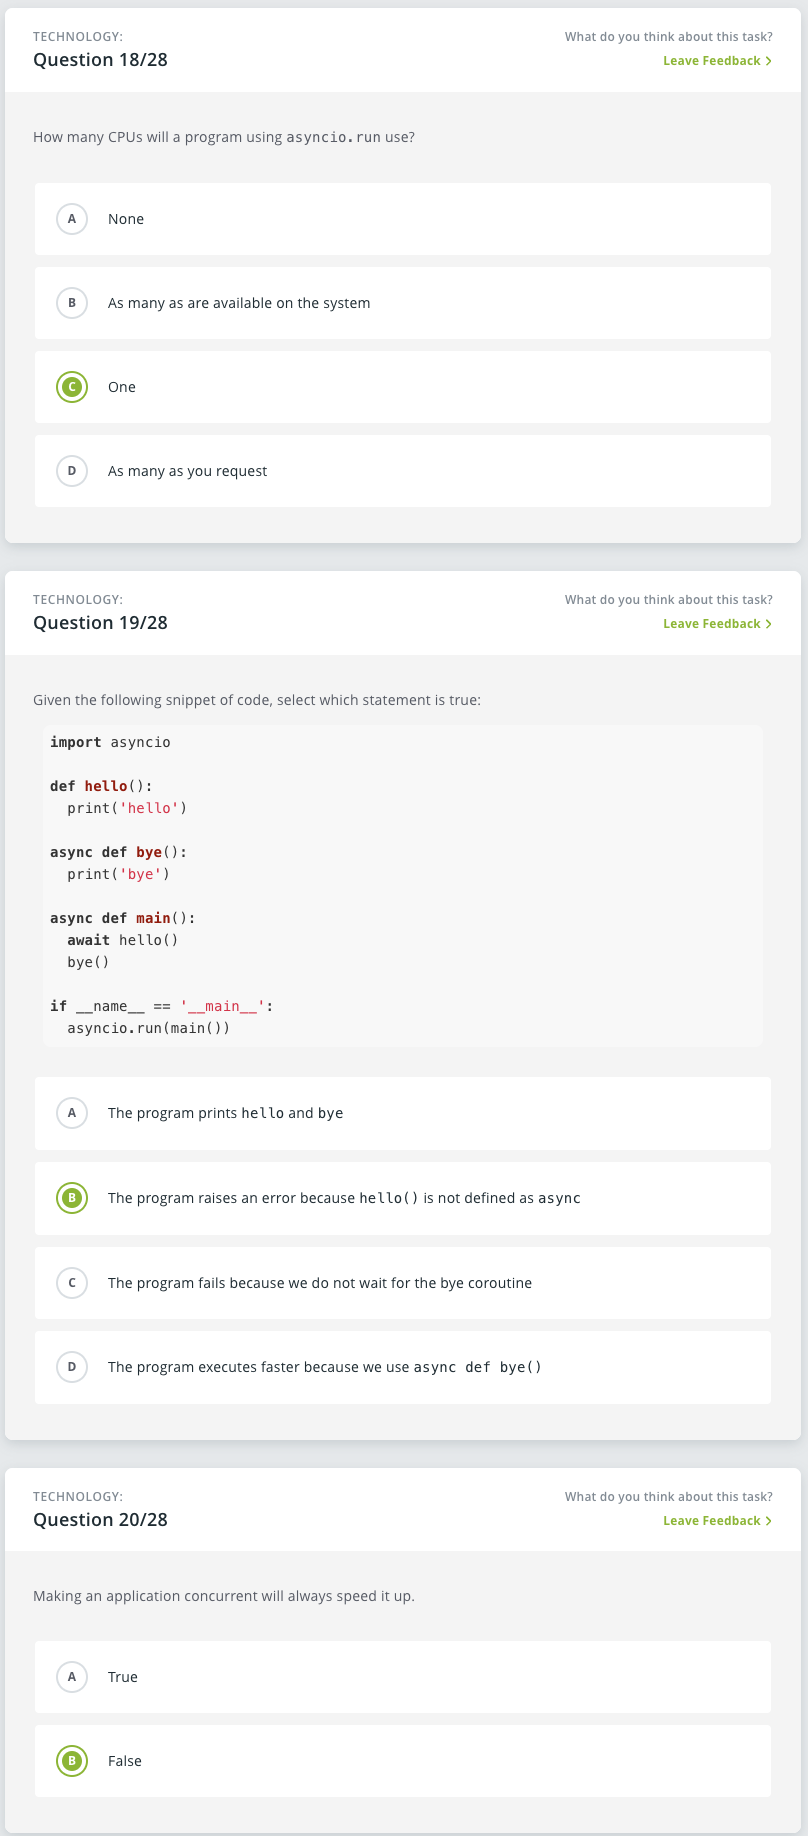 TECHNOLOGY:
What do you think about this task?
Question 18/28
Leave Feedback >
How many CPUs will a program using asyncio.run use?
A None
B As many as are available on the system
C One
D As many as you request
TECHNOLOGY:
What do you think about this task?
Question 19/28
Leave Feedback >
Given the following snippet of code, select which statement is true:
import asyncio
def hello():
  print('hello')
async def bye():
  print('bye')
async def main():
  await hello()
  bye()
if __name__ == '__main__':
  asyncio.run(main())
A The program prints hello and bye
B The program raises an error because hello() is not defined as async
C The program fails because we do not wait for the bye coroutine
D The program executes faster because we use async def bye()
TECHNOLOGY:
What do you think about this task?
Question 20/28
Leave Feedback >
Making an application concurrent will always speed it up.
A True
B False